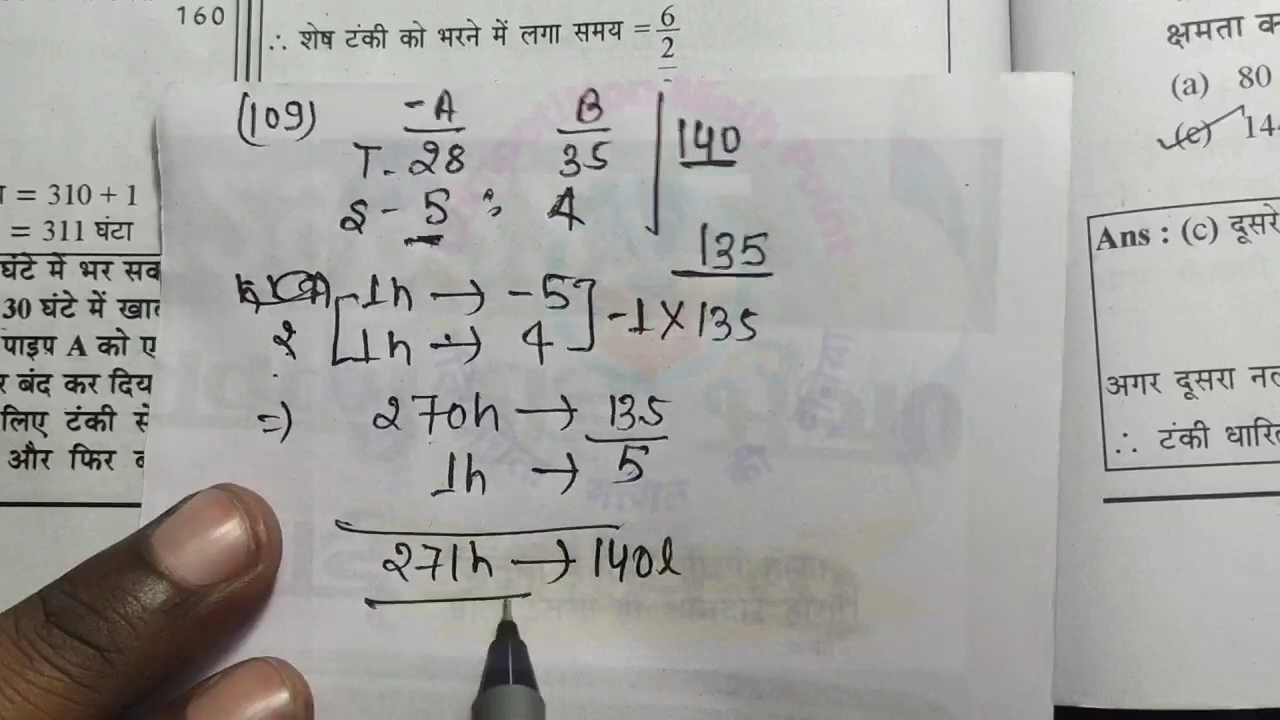 160
∴ शेष टंकी को भरने में लगा समय = 6/2
(109) -A B
T - 28 35 140
S - 5 : 4
135
1h → -5
2 1h → 4 ] -1 × 135
=) 270h → 135
1h → 5
271h → 140l
= 310 + 1
= 311 घंटा
घंटे में भर सक
30 घंटे में खा
पाइप A को ए
बंद कर दिय
लिए टंकी से
और फिर
क्षमता क
(a) 80
(c) 14
Ans : (c) दूसरे
अगर दूसरा नल
∴ टंकी धारि